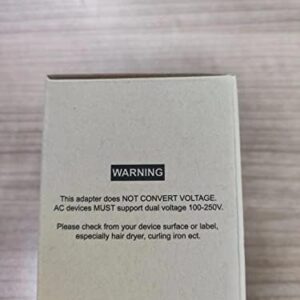 WARNING
This adapter does NOT CONVERT VOLTAGE.
AC devices MUST support dual voltage 100-250V.
Please check from your device surface or label,
especially hair dryer, curling iron ect.